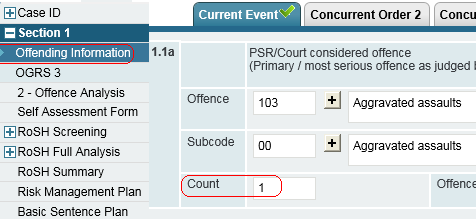 Case ID
Section 1
Offending Information
OGRS 3
2 - Offence Analysis
Self Assessment Form
RoSH Screening
RoSH Full Analysis
RoSH Summary
Risk Management Plan
Basic Sentence Plan
Current Event Concurrent Order 2 Concu
1.1a PSR/Court considered offence
(Primary / most serious offence as judged b
Offence 103 + Aggravated assaults
Subcode 00 + Aggravated assaults
Count 1 Offence